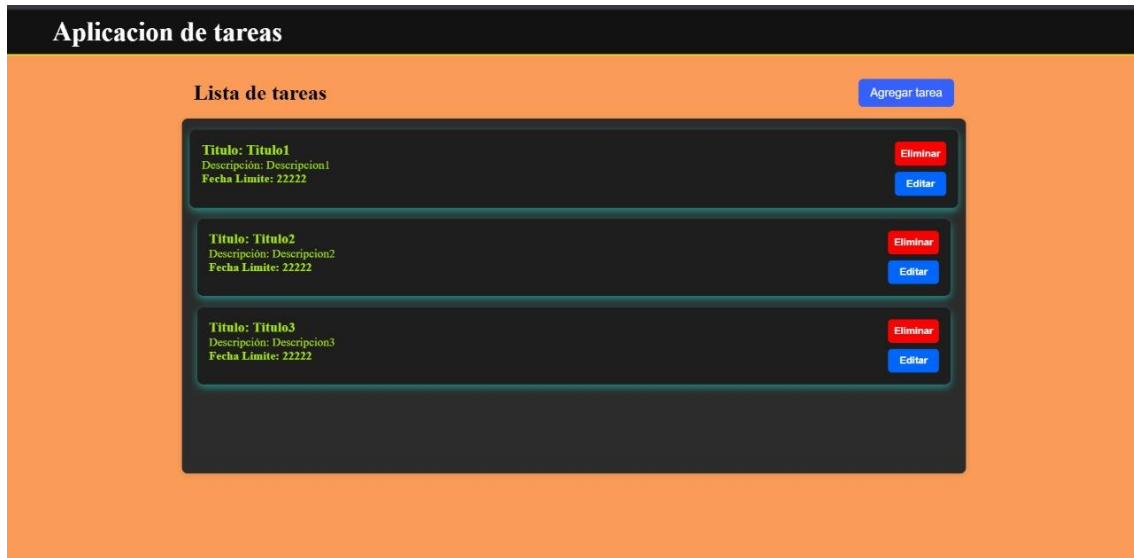 Aplicacion de tareas
Lista de tareas
Agregar tarea
Titulo: Titulo1
Descripción: Descripcion1
Fecha Limite: 22222
Eliminar
Editar
Titulo: Titulo2
Descripción: Descripcion2
Fecha Limite: 22222
Eliminar
Editar
Titulo: Titulo3
Descripción: Descripcion3
Fecha Limite: 22222
Eliminar
Editar